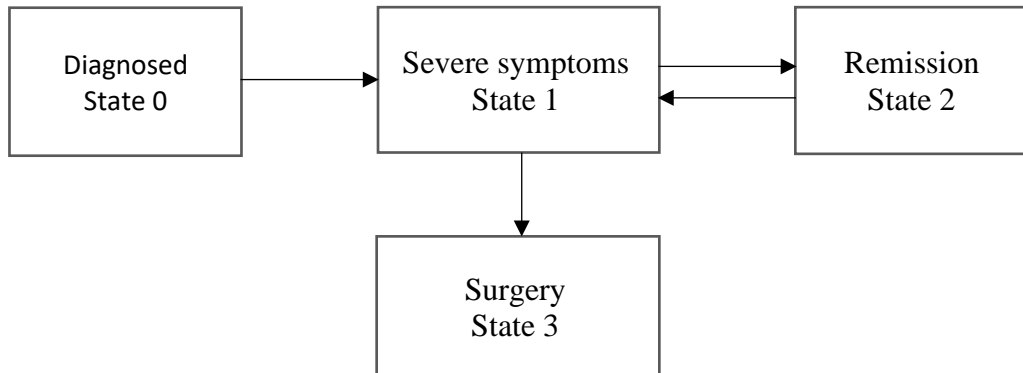 Diagnosed
State 0
Severe symptoms
State 1
Remission
State 2
Surgery
State 3